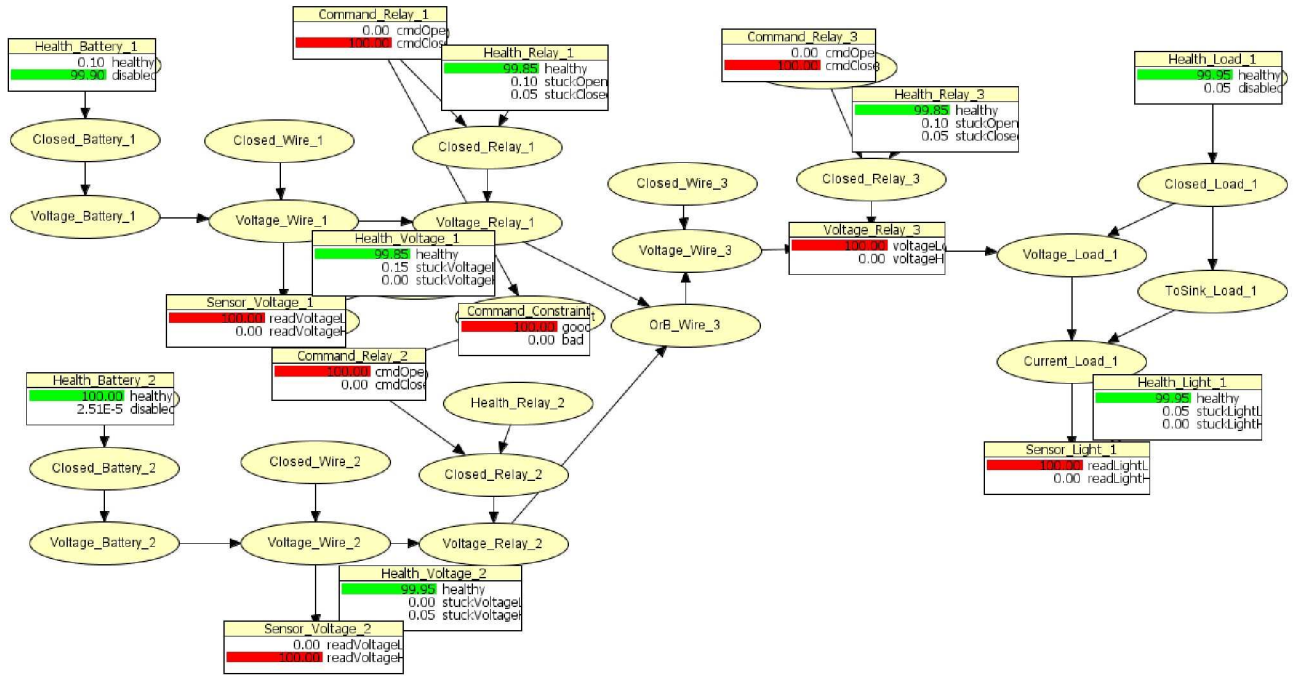 Command_Relay_1
0.00 cmdOpe
100.00 cmdClose
Health_Battery_1
0.10 healthy
99.90 disabled
Health_Relay_1
99.85 healthy
0.10 stuckOpen
0.05 stuckClosed
Command_Relay_3
0.00 cmdOpe
100.00 cmdClose
Health_Relay_3
99.85 healthy
0.10 stuckOpen
0.05 stuckClosed
Health_Load_1
99.95 healthy
0.05 disabled
Closed_Battery_1
Closed_Wire_1
Closed_Relay_1
Closed_Wire_3
Closed_Relay_3
Closed_Load_1
Voltage_Battery_1
Voltage_Wire_1
Voltage_Relay_1
Voltage_Wire_3
Voltage_Relay_3
100.00 voltageLo
0.00 voltageH
Voltage_Load_1
ToSink_Load_1
Health_Voltage_1
99.85 healthy
0.15 stuckVoltageL
0.00 stuckVoltageH
Sensor_Voltage_1
100.00 readVoltageL
0.00 readVoltageH
Command_Constraint
100.00 good
0.00 bad
OrB_Wire_3
Current_Load_1
Command_Relay_2
100.00 cmdOpe
0.00 cmdClose
Health_Battery_2
100.00 healthy
2.51E-5 disabled
Health_Relay_2
Health_Light_1
99.95 healthy
0.05 stuckLightL
0.00 stuckLightH
Sensor_Light_1
100.00 readLightL
0.00 readLightH
Closed_Battery_2
Closed_Wire_2
Closed_Relay_2
Voltage_Battery_2
Voltage_Wire_2
Voltage_Relay_2
Health_Voltage_2
99.95 healthy
0.00 stuckVoltageL
0.05 stuckVoltageH
Sensor_Voltage_2
0.00 readVoltageL
100.00 readVoltageH